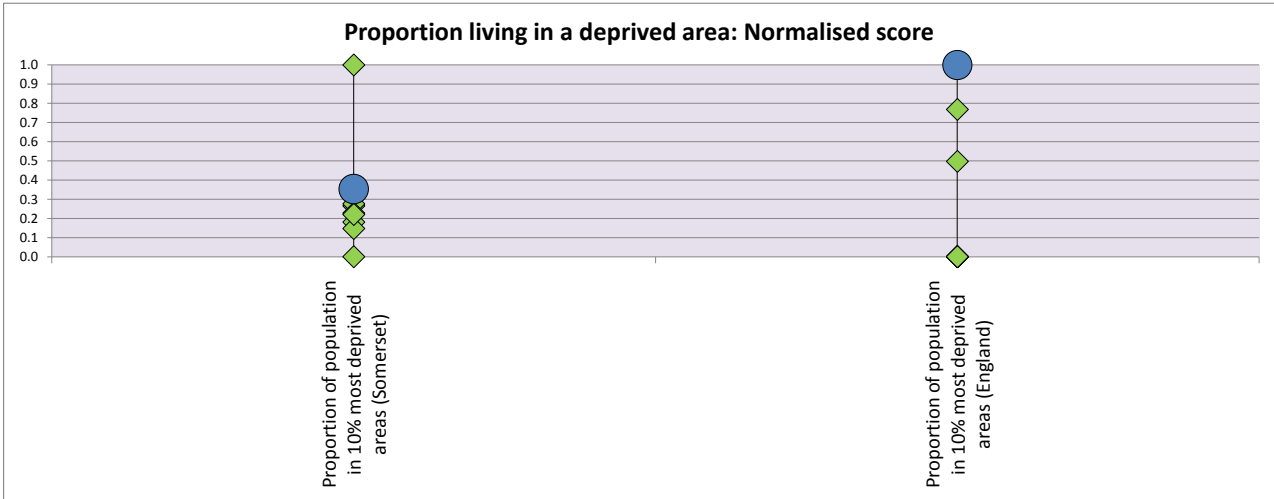 Proportion living in a deprived area: Normalised score
1.0
0.9
0.8
0.7
0.6
0.5
0.4
0.3
0.2
0.1
0.0
Proportion of population
in 10% most deprived
areas (Somerset)
Proportion of population
in 10% most deprived
areas (England)